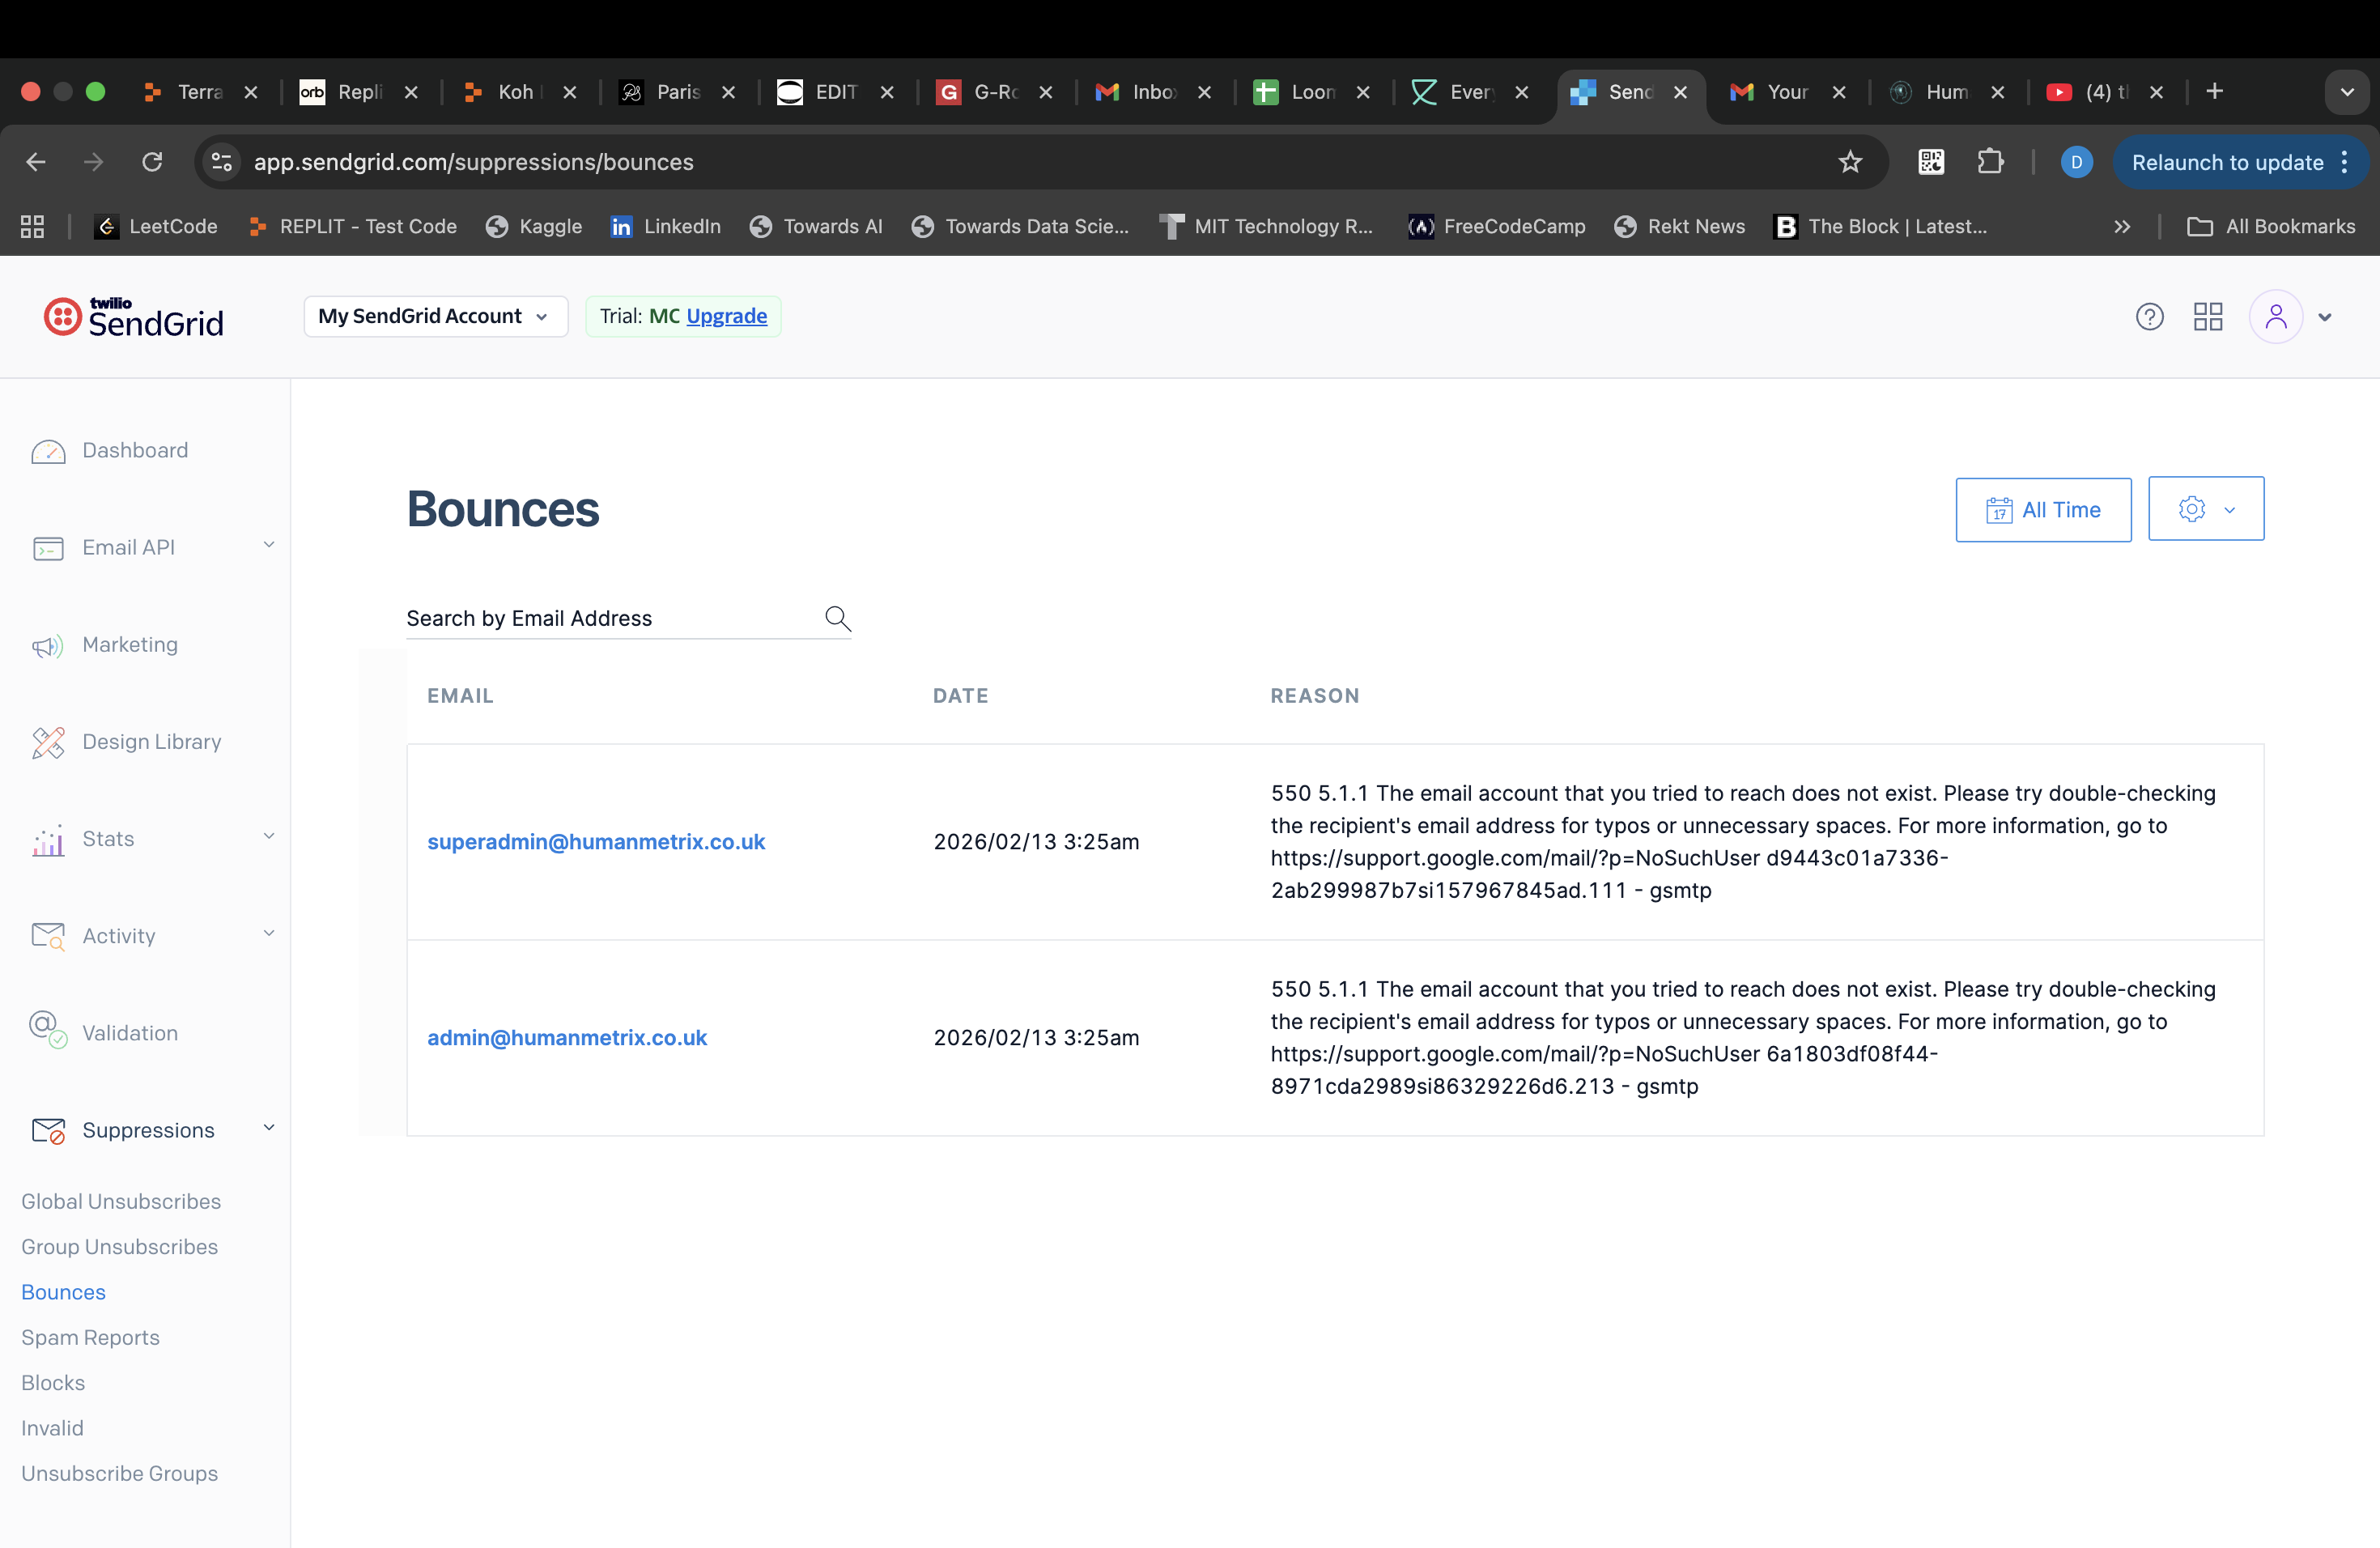 Terra
orb Repli
Koh
Paris
EDIT
G G-Ro
Inbo
Loom
Ever
Send
Your
Hum
(4) t
app.sendgrid.com/suppressions/bounces
D
Relaunch to update
LeetCode
REPLIT - Test Code
Kaggle
in LinkedIn
Towards AI
Towards Data Scie...
MIT Technology R...
FreeCodeCamp
Rekt News
B The Block | Latest...
All Bookmarks
twilio
SendGrid
My SendGrid Account
Trial: MC Upgrade
Dashboard
Email API
Marketing
Design Library
Stats
Activity
Validation
Suppressions
Global Unsubscribes
Group Unsubscribes
Bounces
Spam Reports
Blocks
Invalid
Unsubscribe Groups
Bounces
17 All Time
Search by Email Address
EMAIL DATE REASON
superadmin@humanmetrix.co.uk 2026/02/13 3:25am
550 5.1.1 The email account that you tried to reach does not exist. Please try double-checking
the recipient's email address for typos or unnecessary spaces. For more information, go to
https://support.google.com/mail/?p=NoSuchUser d9443c01a7336-
2ab299987b7si157967845ad.111 - gsmtp
admin@humanmetrix.co.uk 2026/02/13 3:25am
550 5.1.1 The email account that you tried to reach does not exist. Please try double-checking
the recipient's email address for typos or unnecessary spaces. For more information, go to
https://support.google.com/mail/?p=NoSuchUser 6a1803df08f44-
8971cda2989si86329226d6.213 - gsmtp